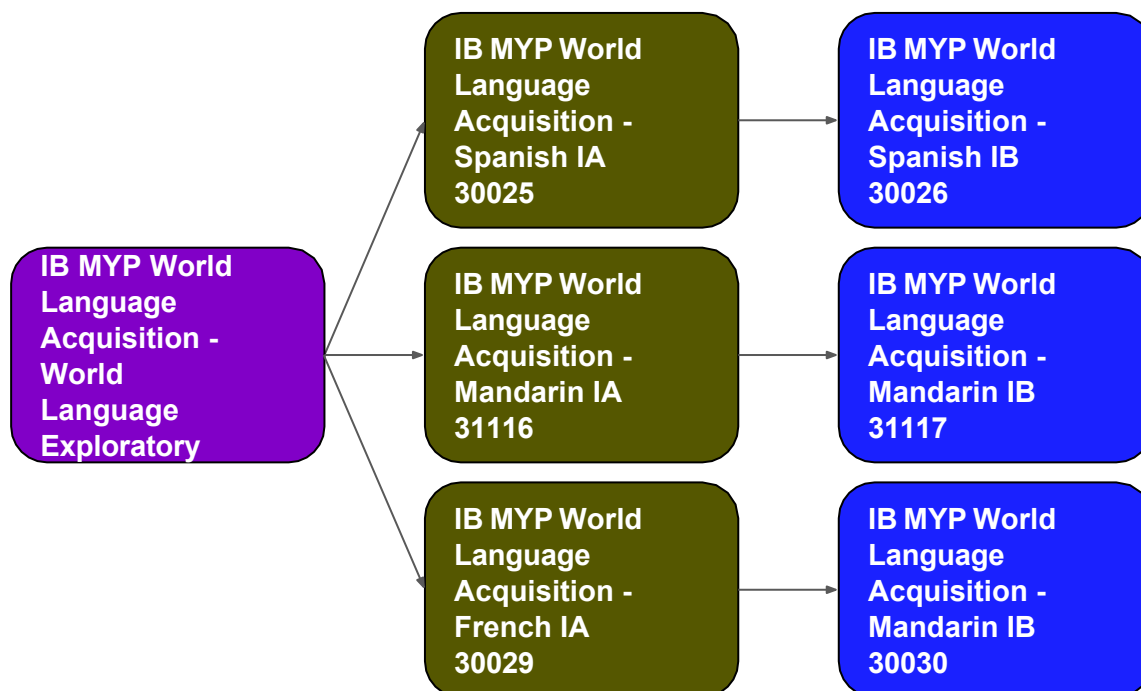 IB MYP World
Language
Acquisition -
World
Language
Exploratory
IB MYP World
Language
Acquisition -
Spanish IA
30025
IB MYP World
Language
Acquisition -
Spanish IB
30026
IB MYP World
Language
Acquisition -
Mandarin IA
31116
IB MYP World
Language
Acquisition -
Mandarin IB
31117
IB MYP World
Language
Acquisition -
French IA
30029
IB MYP World
Language
Acquisition -
Mandarin IB
30030